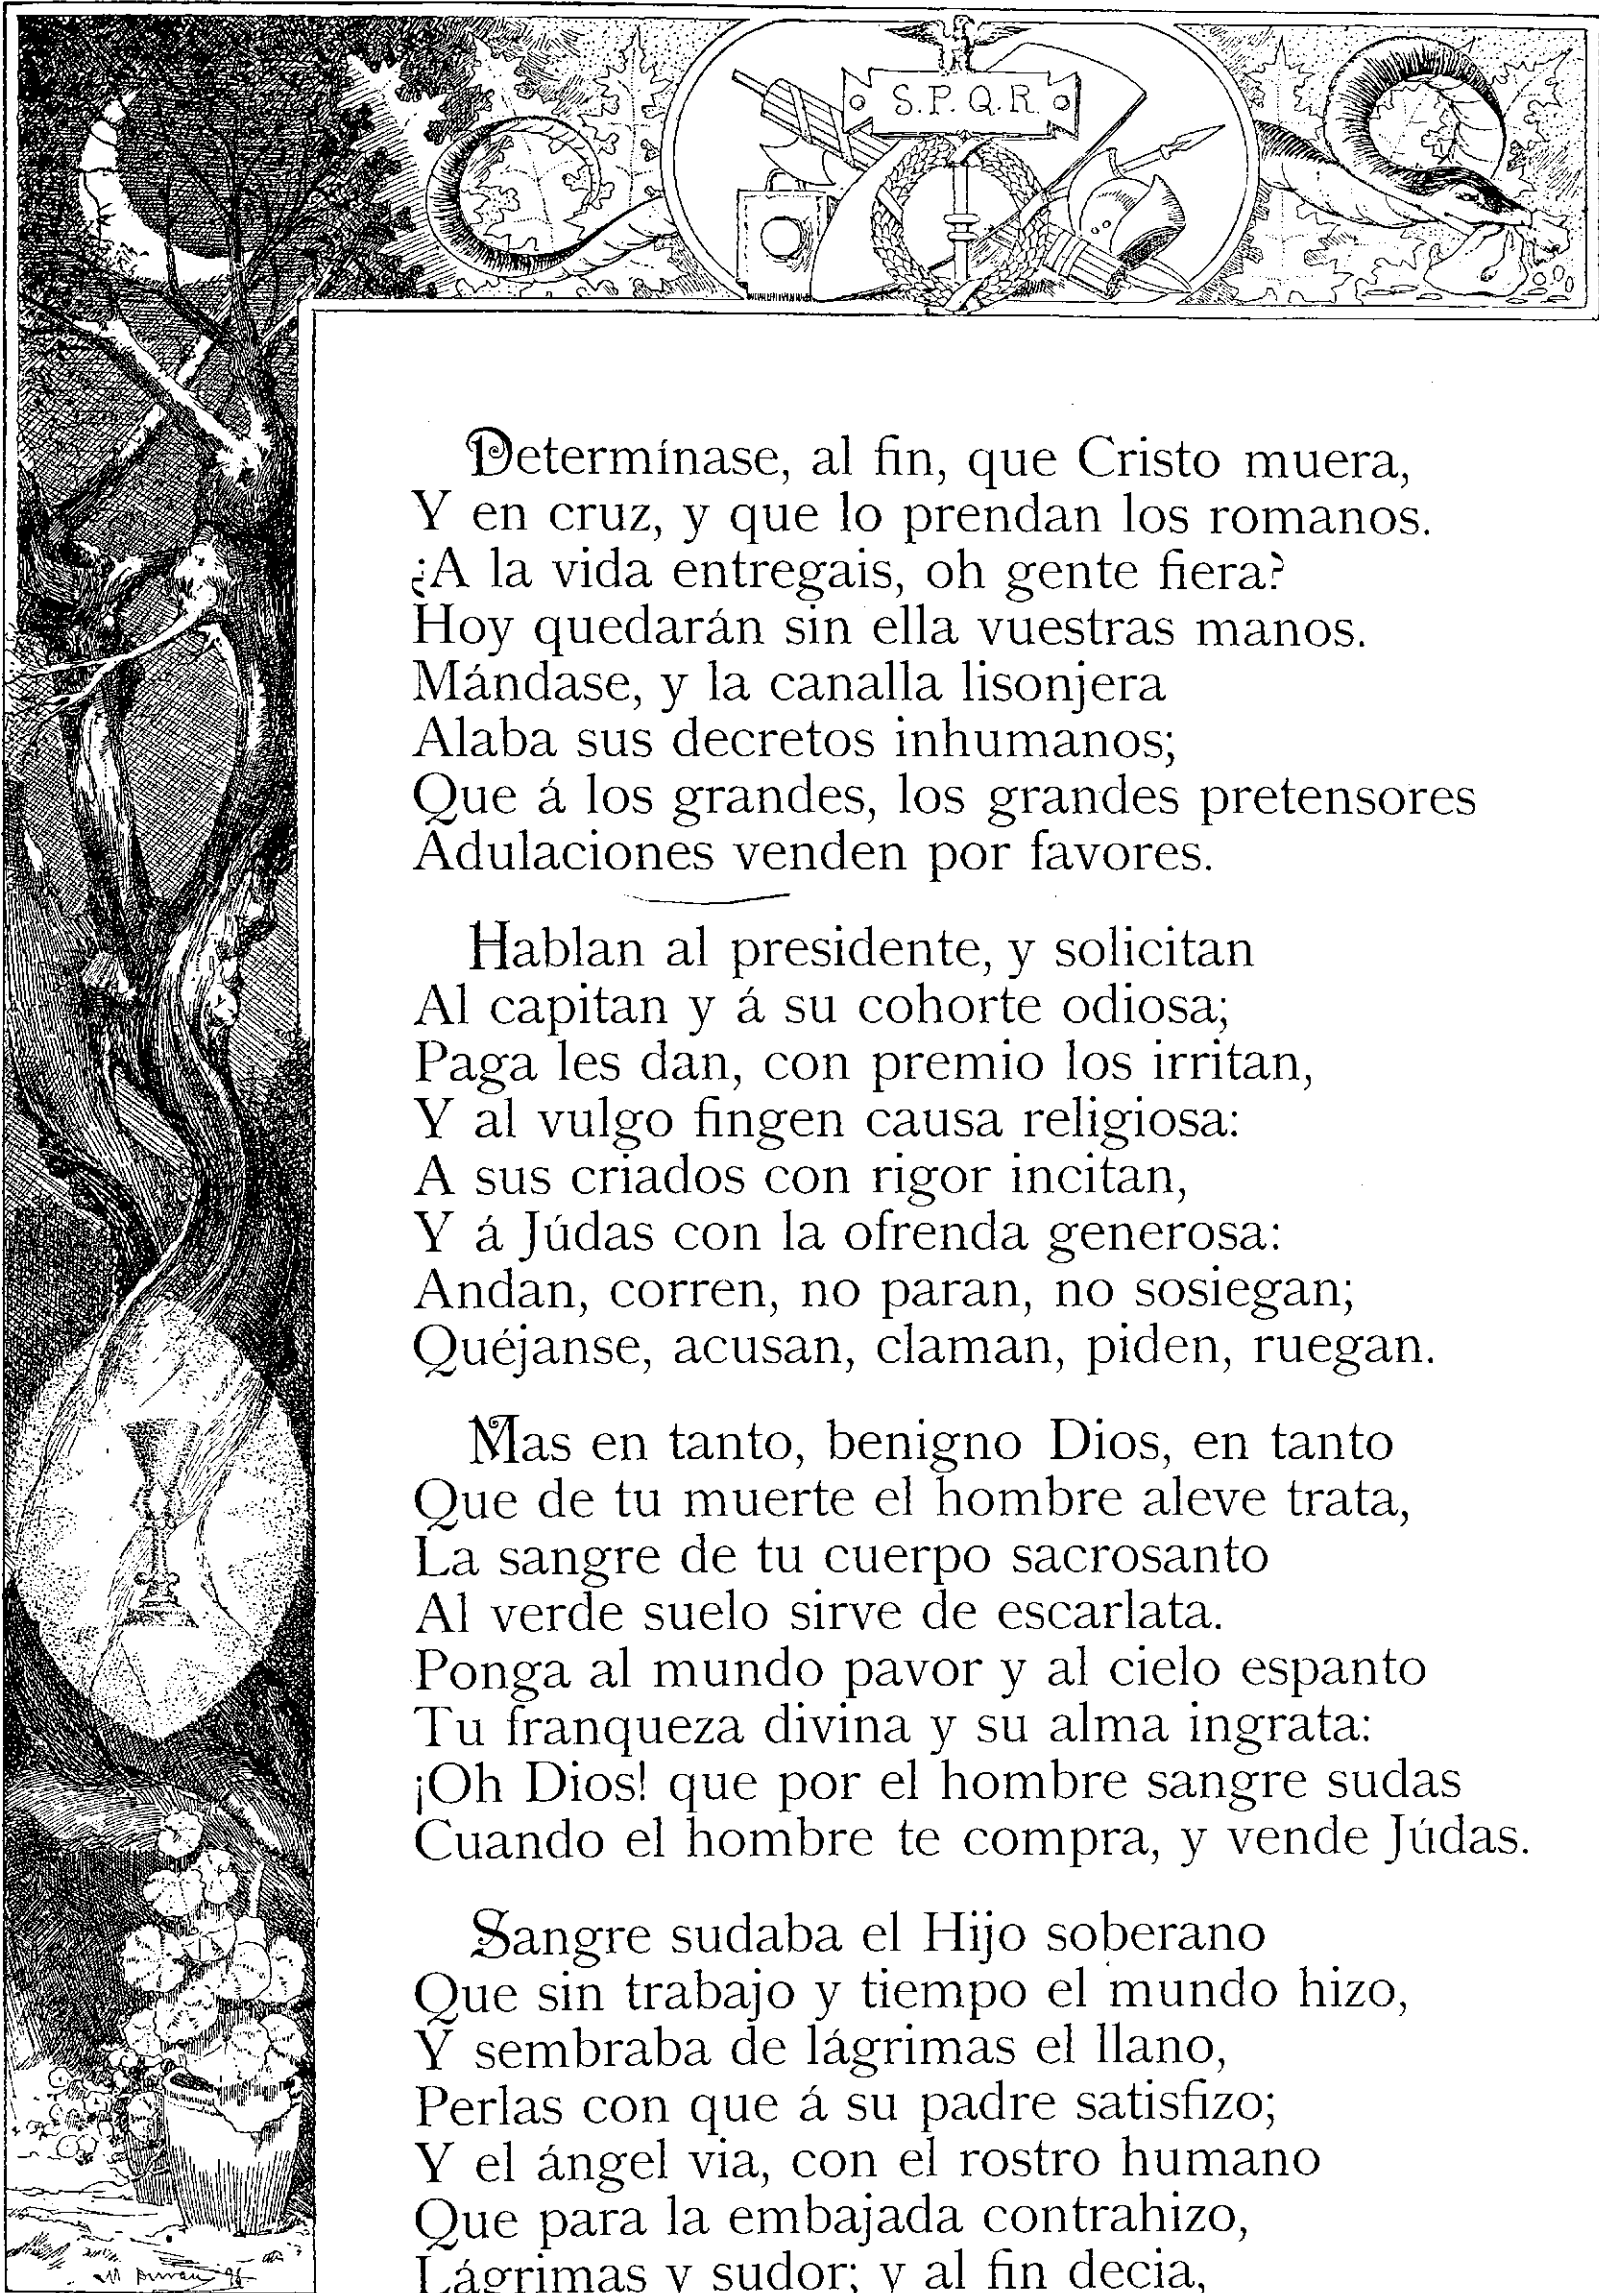 S.P.Q.R.
Determínase, al fin, que Cristo muera,
Y en cruz, y que lo prendan los romanos.
¿A la vida entregais, oh gente fiera?
Hoy quedarán sin ella vuestras manos.
Mándase, y la canalla lisonjera
Alaba sus decretos inhumanos;
Que á los grandes, los grandes pretensores
Adulaciones venden por favores.
Hablan al presidente, y solicitan
Al capitan y á su cohorte odiosa;
Paga les dan, con premio los irritan,
Y al vulgo fingen causa religiosa:
A sus criados con rigor incitan,
Y á Júdas con la ofrenda generosa:
Andan, corren, no paran, no sosiegan;
Quéjanse, acusan, claman, piden, ruegan.
Mas en tanto, benigno Dios, en tanto
Que de tu muerte el hombre aleve trata,
La sangre de tu cuerpo sacrosanto
Al verde suelo sirve de escarlata.
Ponga al mundo pavor y al cielo espanto
Tu franqueza divina y su alma ingrata:
¡Oh Dios! que por el hombre sangre sudas
Cuando el hombre te compra, y vende Júdas.
Sangre sudaba el Hijo soberano
Que sin trabajo y tiempo el mundo hizo,
Y sembraba de lágrimas el llano,
Perlas con que á su padre satisfizo;
Y el ángel via, con el rostro humano
Que para la embajada contrahizo,
Lágrimas y sudor; y al fin decia,